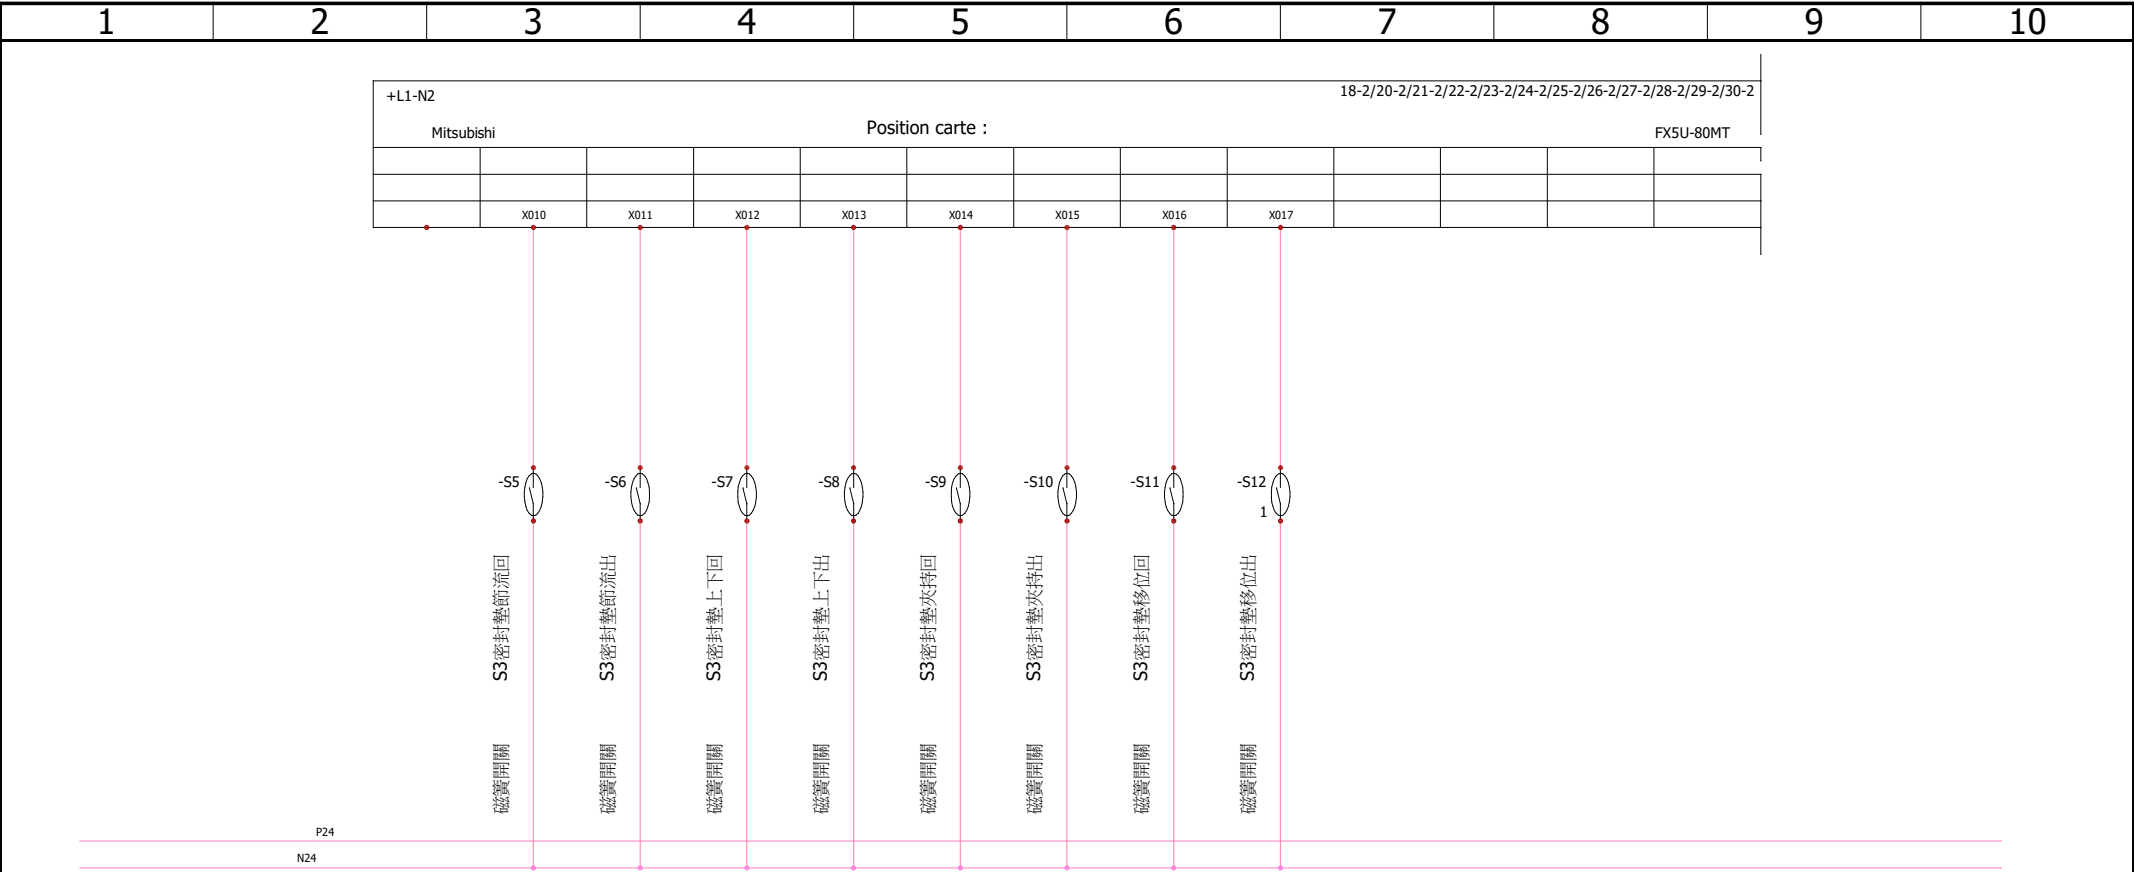 1 2 3 4 5 6 7 8 9 10
+L1-N2 18-2/20-2/21-2/22-2/23-2/24-2/25-2/26-2/27-2/28-2/29-2/30-2
Mitsubishi Position carte : FX5U-80MT
X010 X011 X012 X013 X014 X015 X016 X017
-S5 -S6 -S7 -S8 -S9 -S10 -S11 -S12
1
S3密封墊節流回
S3密封墊節流出
S3密封墊上下回
S3密封墊上下出
S3密封墊夾持回
S3密封墊夾持出
S3密封墊移位回
S3密封墊移位出
磁簧開關
磁簧開關
磁簧開關
磁簧開關
磁簧開關
磁簧開關
磁簧開關
磁簧開關
P24
N24